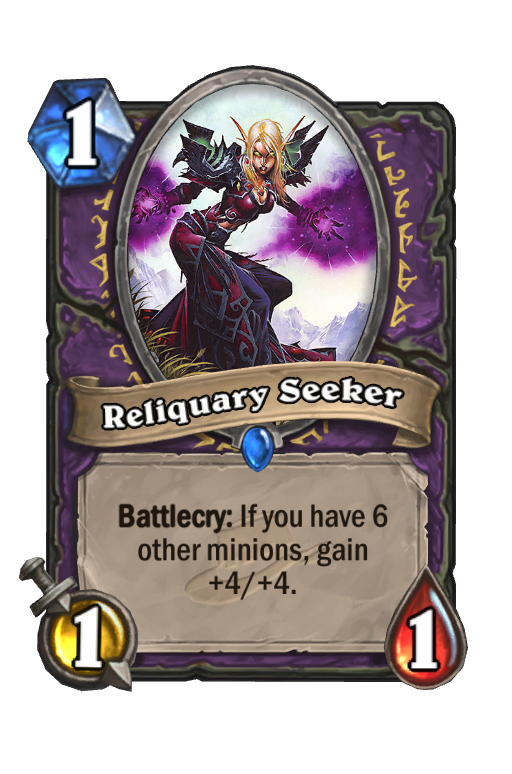 1
Reliquary Seeker
Battlecry: If you have 6
other minions, gain
+4/+4.
1
1